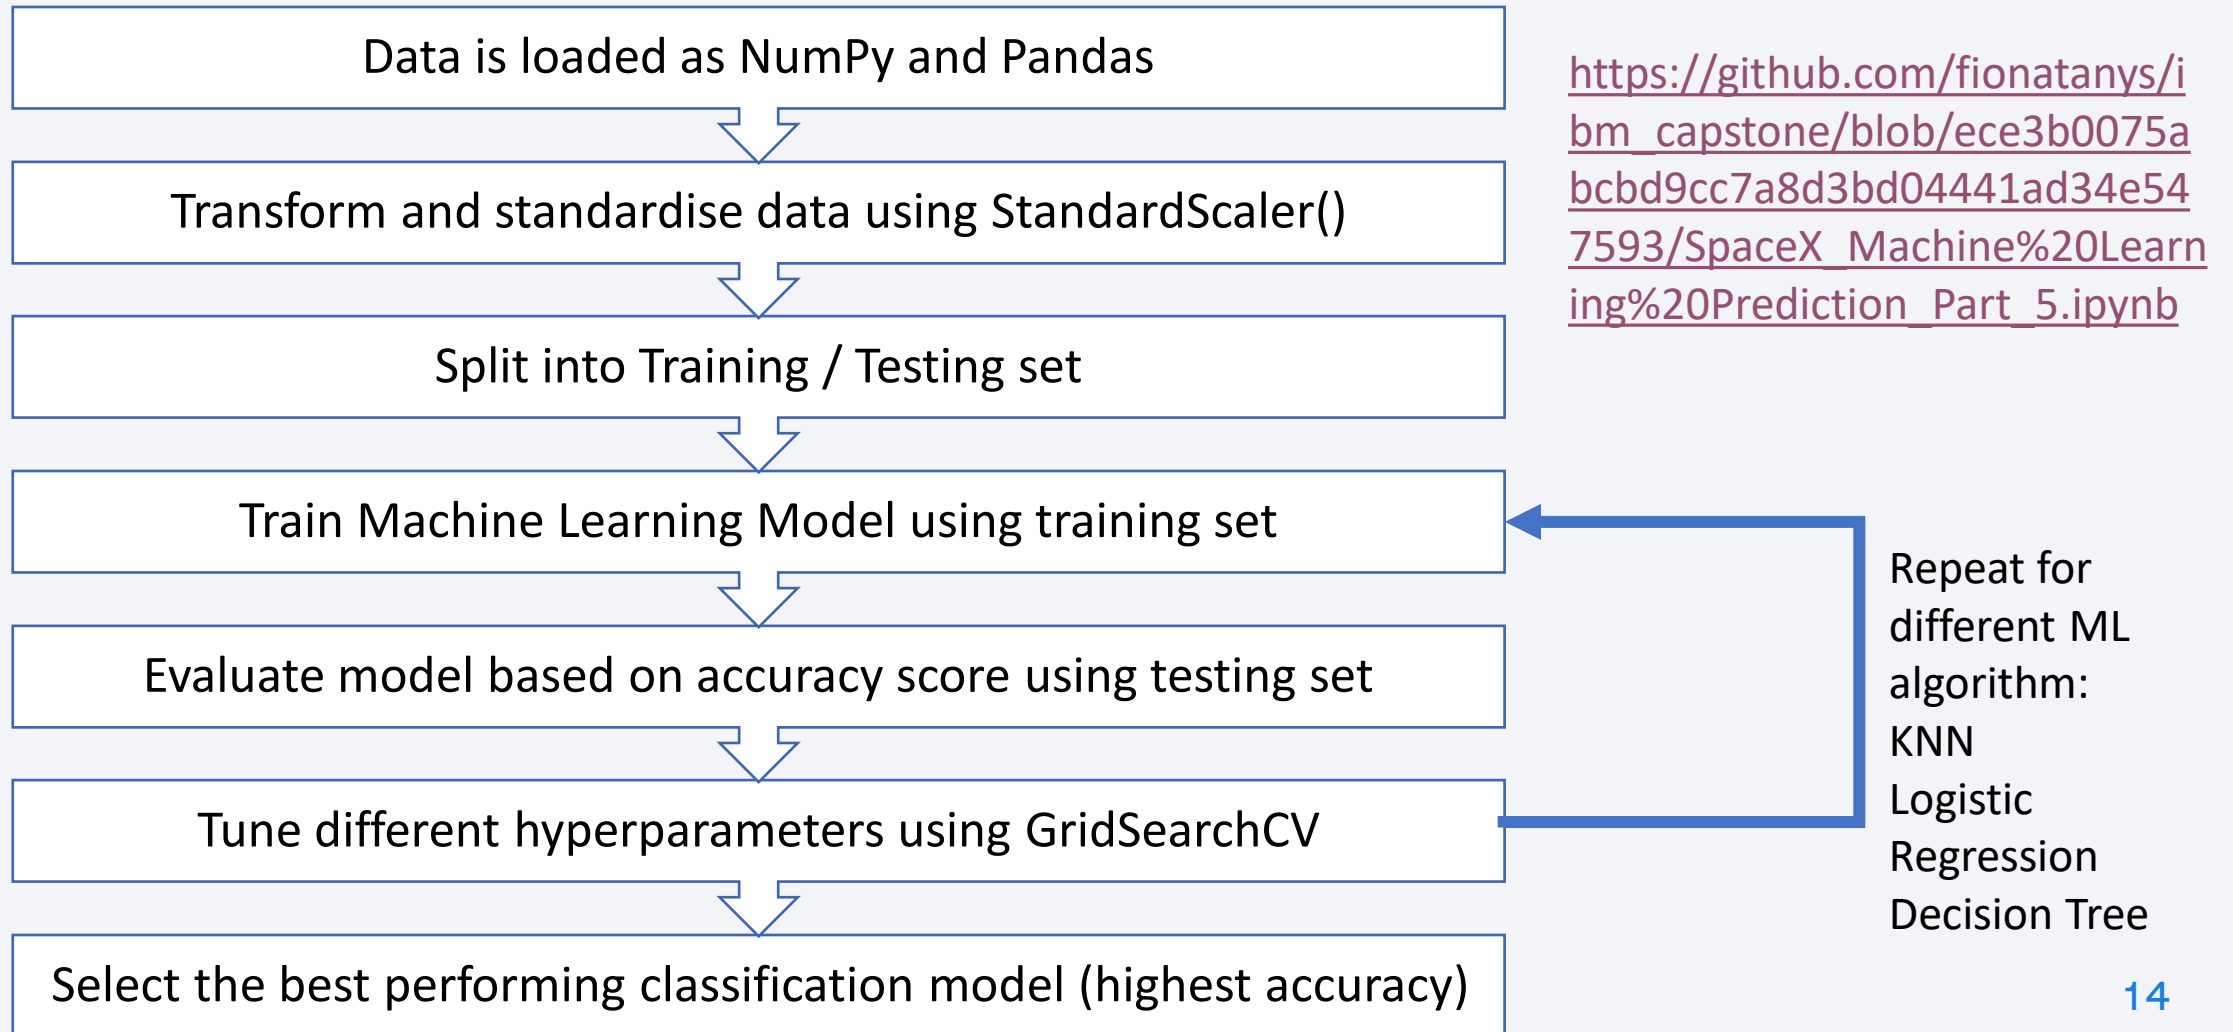 Data is loaded as NumPy and Pandas
Transform and standardise data using StandardScaler()
Split into Training / Testing set
Train Machine Learning Model using training set
Evaluate model based on accuracy score using testing set
Tune different hyperparameters using GridSearchCV
Select the best performing classification model (highest accuracy)
https://github.com/fionatanys/i
bm_capstone/blob/ece3b0075a
bcbd9cc7a8d3bd04441ad34e54
7593/SpaceX_Machine%20Learn
ing%20Prediction_Part_5.ipynb
Repeat for
different ML
algorithm:
KNN
Logistic
Regression
Decision Tree
14